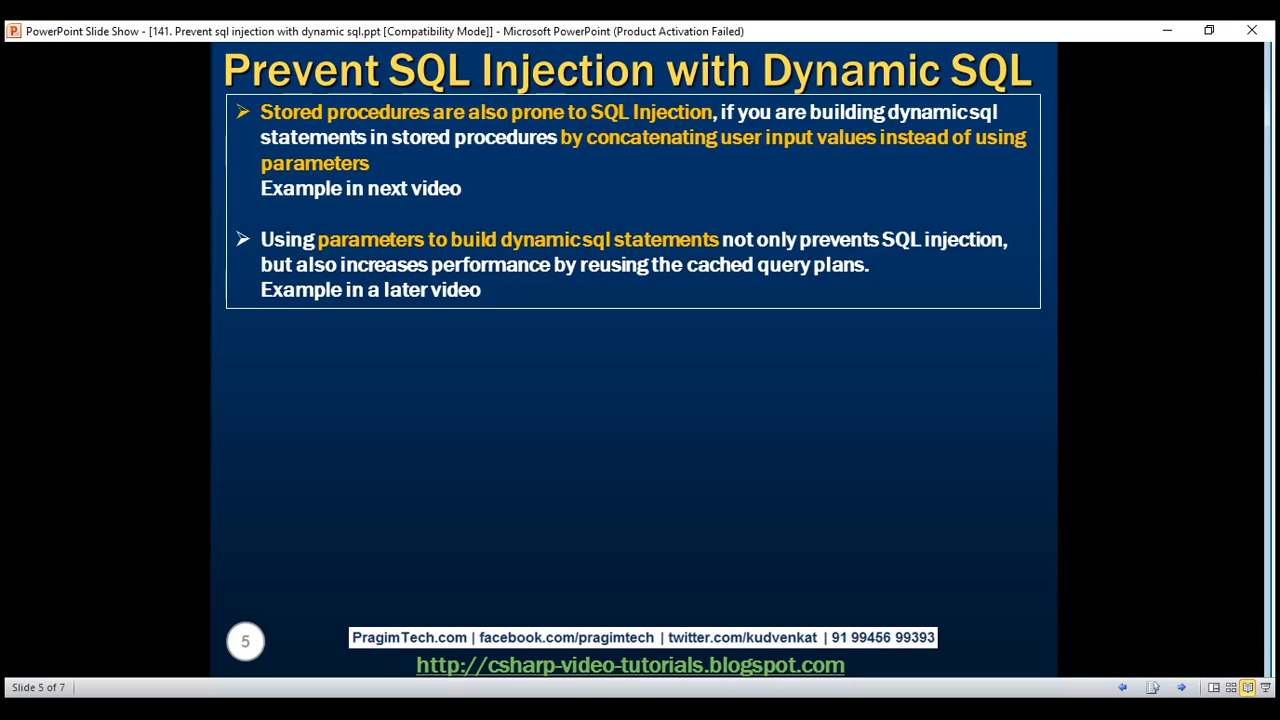 PowerPoint Slide Show - [141. Prevent sql injection with dynamic sql.ppt [Compatibility Mode]] - Microsoft PowerPoint (Product Activation Failed)
Prevent SQL Injection with Dynamic SQL
Stored procedures are also prone to SQL Injection, if you are building dynamic sql
statements in stored procedures by concatenating user input values instead of using
parameters
Example in next video
Using parameters to build dynamic sql statements not only prevents SQL injection,
but also increases performance by reusing the cached query plans.
Example in a later video
5
PragimTech.com | facebook.com/pragimtech | twitter.com/kudvenkat | 91 99456 99393
http://csharp-video-tutorials.blogspot.com
Slide 5 of 7